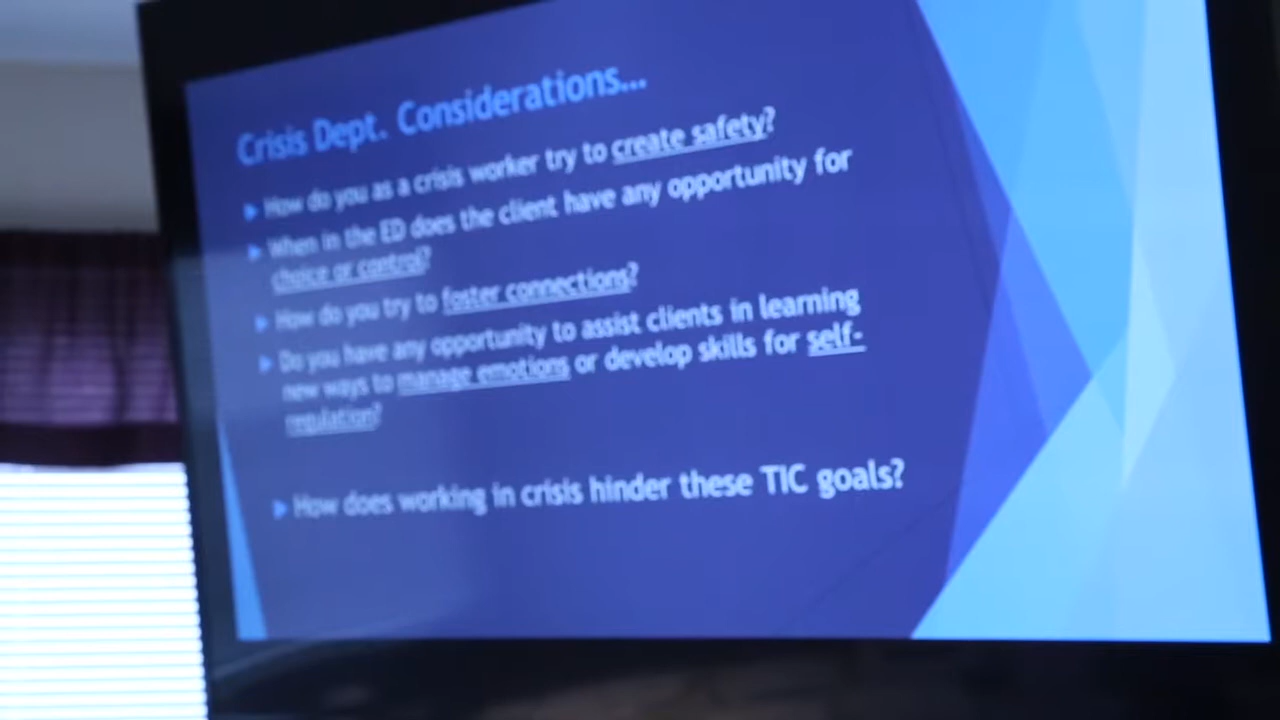 Crisis Dept. Considerations...
How do you as a crisis worker try to create safety?
When in the ED does the client have any opportunity for
choice or control?
How do you try to foster connections?
Do you have any opportunity to assist clients in learning
new ways to manage emotions or develop skills for self-
regulation?
How does working in crisis hinder these TIC goals?